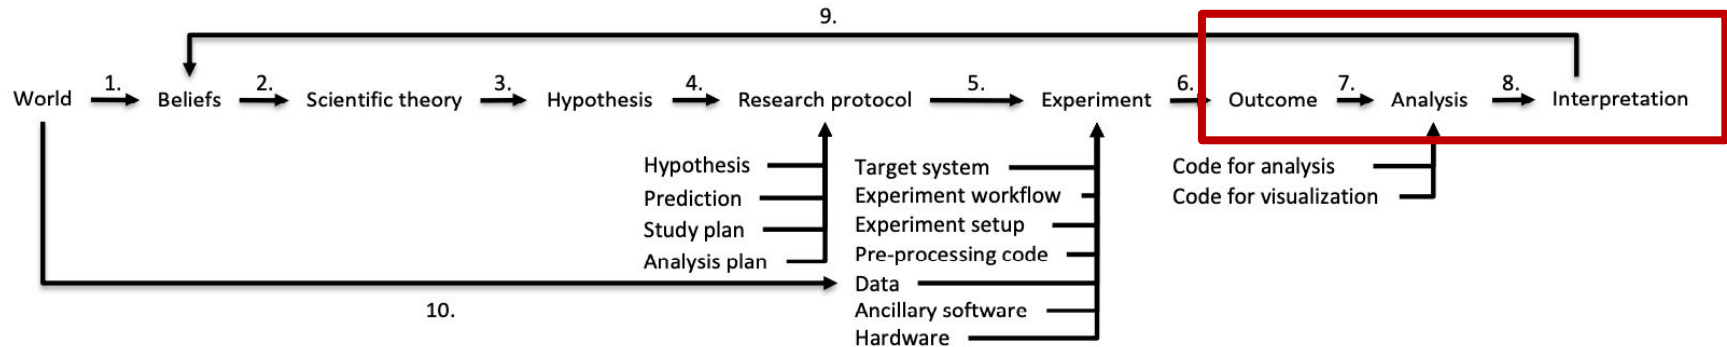 9.
World 1. Beliefs 2. Scientific theory 3. Hypothesis 4. Research protocol 5. Experiment 6. Outcome 7. Analysis 8. Interpretation
Hypothesis
Prediction
Study plan
Analysis plan
Target system
Experiment workflow
Experiment setup
Pre-processing code
Data
Ancillary software
Hardware
Code for analysis
Code for visualization
10.